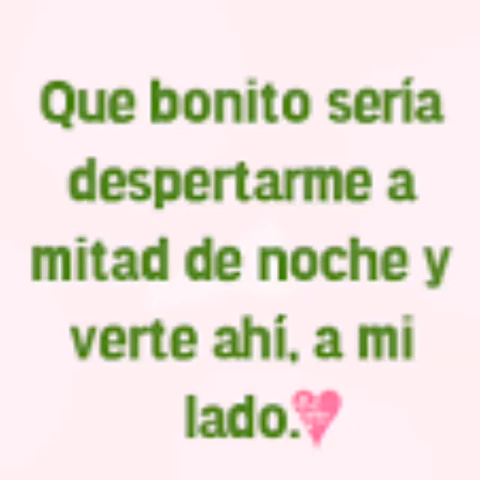 Que bonito sería
despertarme a
mitad de noche y
verte ahí, a mi
lado.